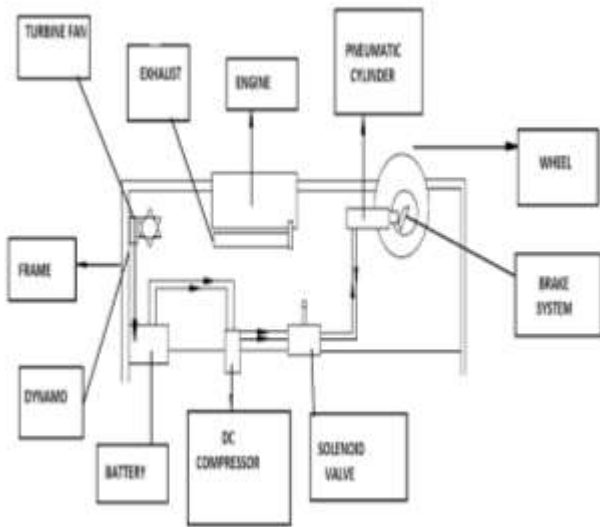 TURBINE FAN
EXHAUST
ENGINE
PNEUMATIC
CYLINDER
WHEEL
FRAME
BRAKE
SYSTEM
DYNAMO
BATTERY
DC
COMPRESSOR
SOLENOID
VALVE